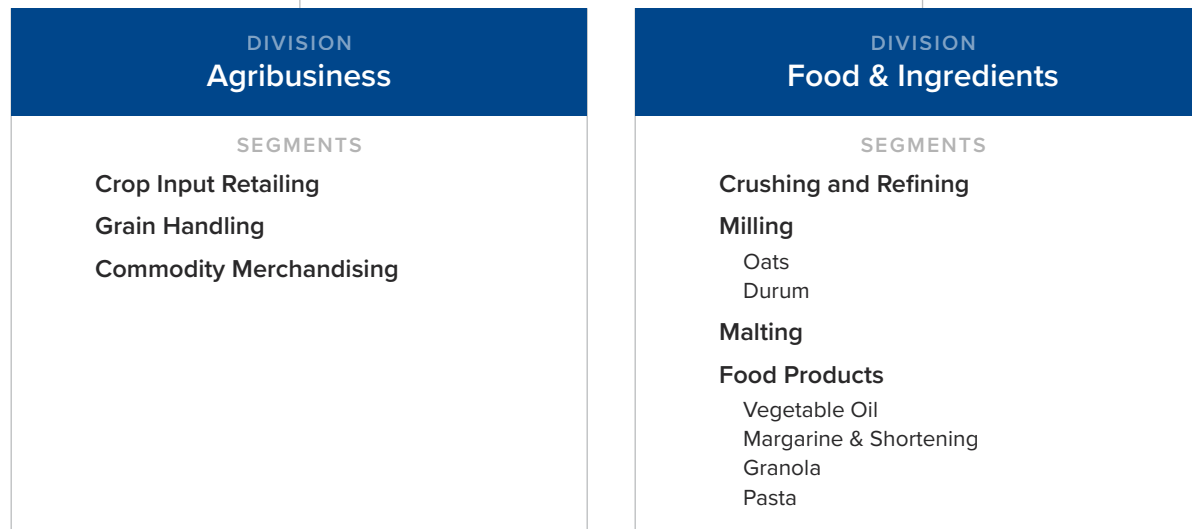 DIVISION
Agribusiness
SEGMENTS
Crop Input Retailing
Grain Handling
Commodity Merchandising
DIVISION
Food & Ingredients
SEGMENTS
Crushing and Refining
Milling
Oats
Durum
Malting
Food Products
Vegetable Oil
Margarine & Shortening
Granola
Pasta